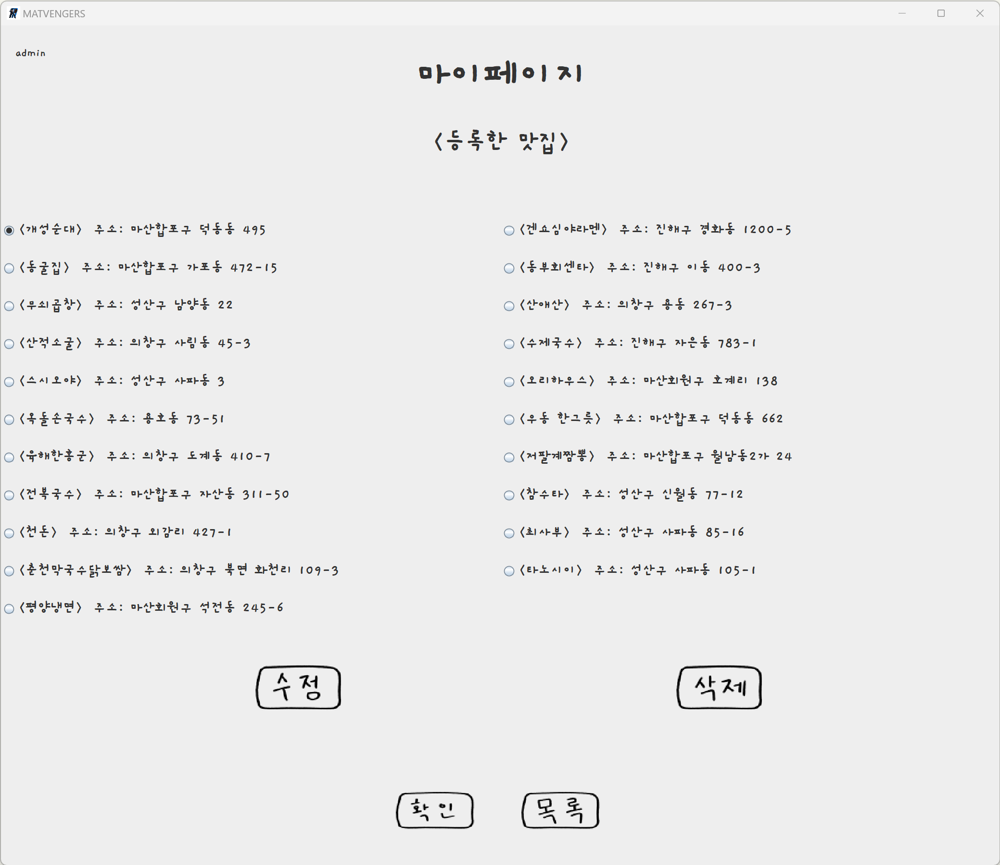 MATVENGERS
admin
마이페이지
<등록한 맛집>
<개성순대> 주소: 마산합포구 덕동동 495
<겐쇼심야라멘> 주소: 진해구 경화동 1200-5
<동굴집> 주소: 마산합포구 가포동 472-15
<동부회센타> 주소: 진해구 이동 400-3
<무쇠곱창> 주소: 성산구 남양동 22
<산애산> 주소: 의창구 용동 267-3
<산적소굴> 주소: 의창구 사림동 45-3
<수제국수> 주소: 진해구 자은동 783-1
<스시오야> 주소: 성산구 사파동 3
<오리하우스> 주소: 마산회원구 호계리 138
<옥돌손국수> 주소: 용호동 73-51
<우동 한그릇> 주소: 마산합포구 덕동동 662
<육해한홍군> 주소: 의창구 도계동 410-7
<저팔계짬뽕> 주소: 마산합포구 월남동2가 24
<전복국수> 주소: 마산합포구 자산동 311-50
<참수타> 주소: 성산구 신월동 77-12
<천돈> 주소: 의창구 외감리 427-1
<최사부> 주소: 성산구 사파동 85-16
<춘천막국수닭보쌈> 주소: 의창구 북면 화천리 109-3
<타노시이> 주소: 성산구 사파동 105-1
<평양냉면> 주소: 마산회원구 석전동 245-6
수정
삭제
확인
목록